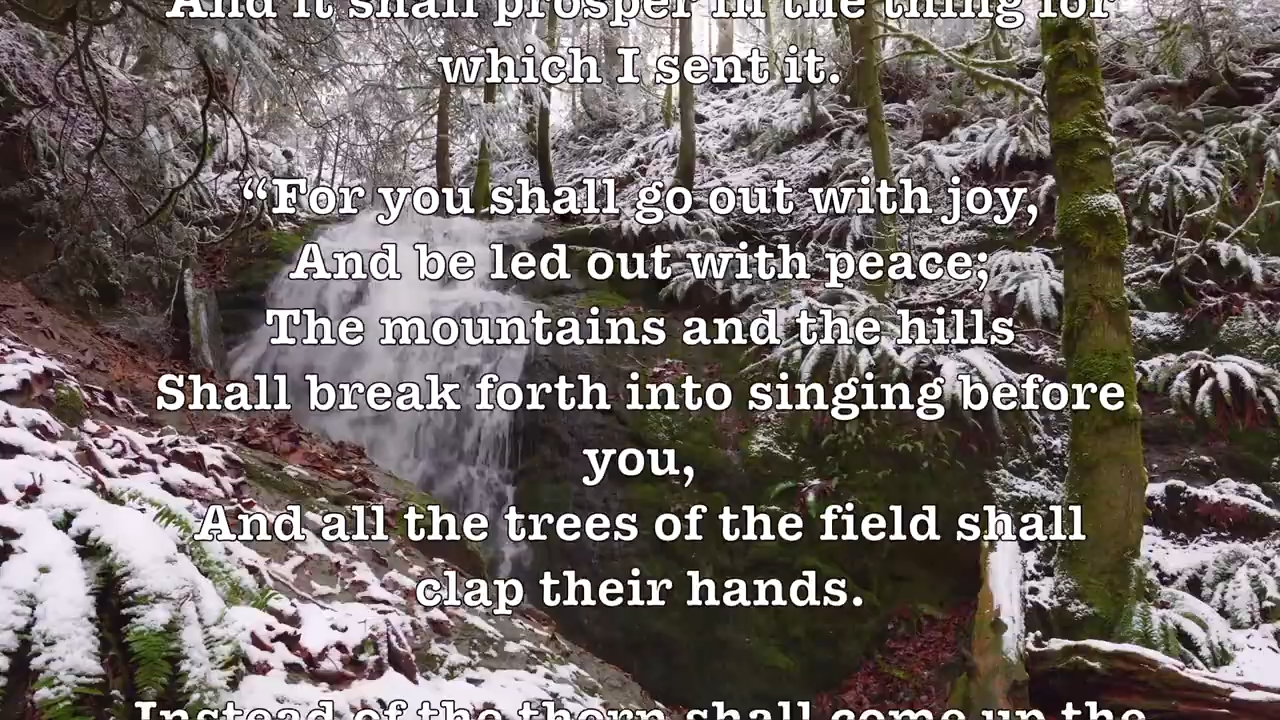 And it shall prosper in the thing for
which I sent it.
“For you shall go out with joy,
And be led out with peace;
The mountains and the hills
Shall break forth into singing before
you,
And all the trees of the field shall
clap their hands.
Instead of the thorn shall come up the